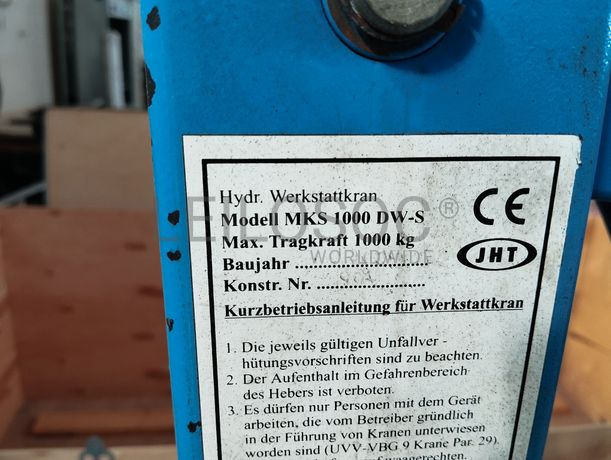 Hydr. Werkstattkran
Modell MKS 1000 DW-S
Max. Tragkraft 1000 kg
Baujahr
Konstr. Nr.
CE
JHT
Kurzbetriebsanleitung für Werkstattkran
1. Die jeweils gültigen Unfallver -
hütungsvorschriften sind zu beachten.
2. Der Aufenthalt im Gefahrenbereich
des Hebers ist verboten.
3. Es dürfen nur Personen mit dem Gerät
arbeiten, die vom Betreiber gründlich
in der Führung von Kranen unterwiesen
worden sind (UVV-VBG 9 Krane Par. 29).
LEILOSOC®
WORLDWIDE